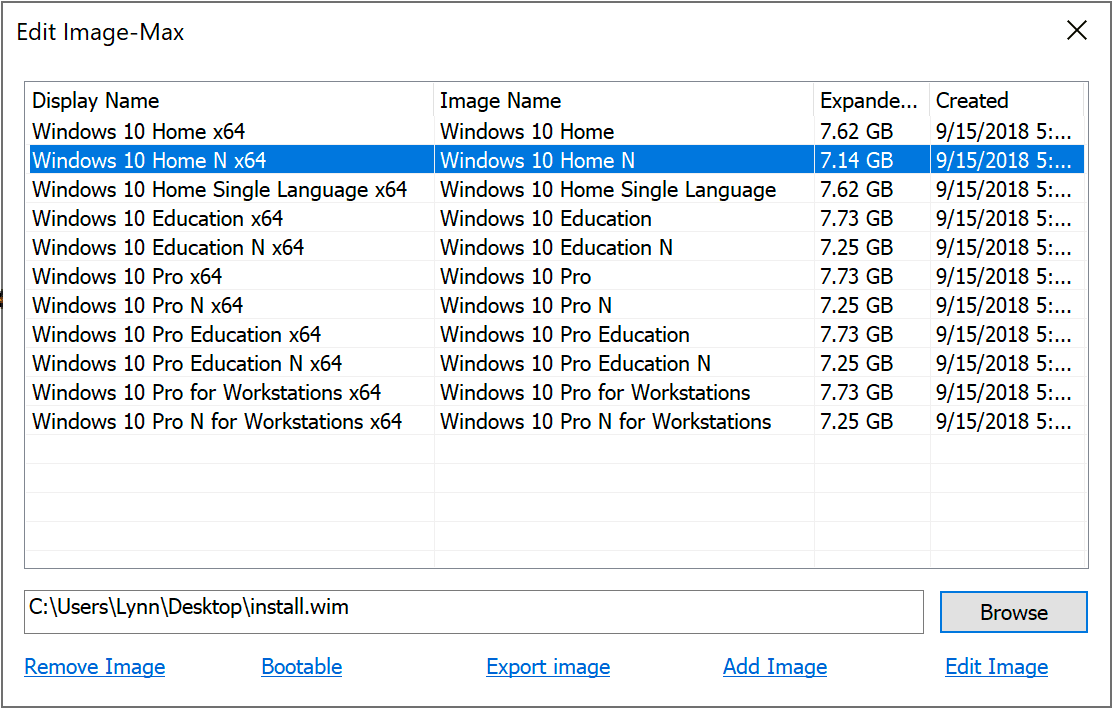 Edit Image-Max
Display Name Image Name Expande... Created
Windows 10 Home x64 Windows 10 Home 7.62 GB 9/15/2018 5:...
Windows 10 Home N x64 Windows 10 Home N 7.14 GB 9/15/2018 5:...
Windows 10 Home Single Language x64 Windows 10 Home Single Language 7.62 GB 9/15/2018 5:...
Windows 10 Education x64 Windows 10 Education 7.73 GB 9/15/2018 5:...
Windows 10 Education N x64 Windows 10 Education N 7.25 GB 9/15/2018 5:...
Windows 10 Pro x64 Windows 10 Pro 7.73 GB 9/15/2018 5:...
Windows 10 Pro N x64 Windows 10 Pro N 7.25 GB 9/15/2018 5:...
Windows 10 Pro Education x64 Windows 10 Pro Education 7.73 GB 9/15/2018 5:...
Windows 10 Pro Education N x64 Windows 10 Pro Education N 7.25 GB 9/15/2018 5:...
Windows 10 Pro for Workstations x64 Windows 10 Pro for Workstations 7.73 GB 9/15/2018 5:...
Windows 10 Pro N for Workstations x64 Windows 10 Pro N for Workstations 7.25 GB 9/15/2018 5:...
C:\Users\Lynn\Desktop\install.wim Browse
Remove Image Bootable Export image Add Image Edit Image